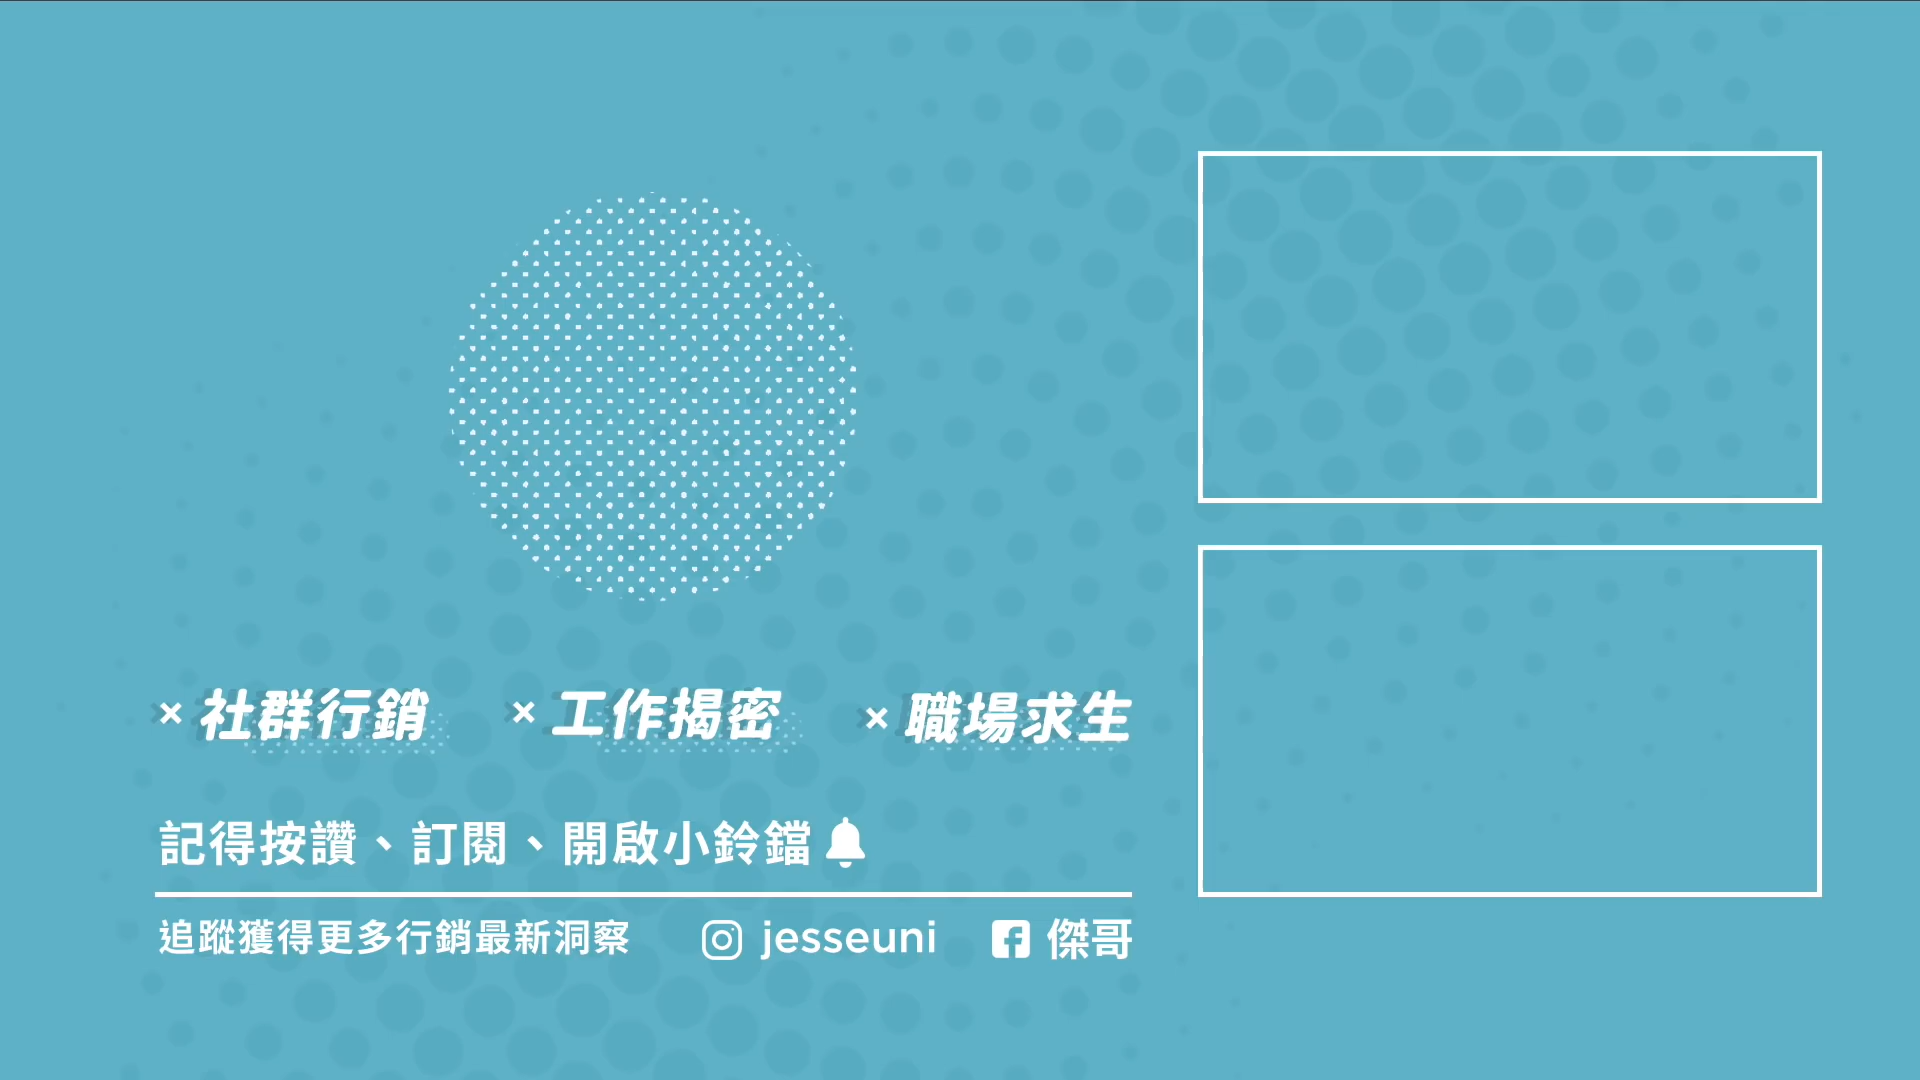 × 社群行銷 × 工作揭密 × 職場求生
記得按讚、訂閱、開啟小鈴鐺
追蹤獲得更多行銷最新洞察 jesseuni 傑哥